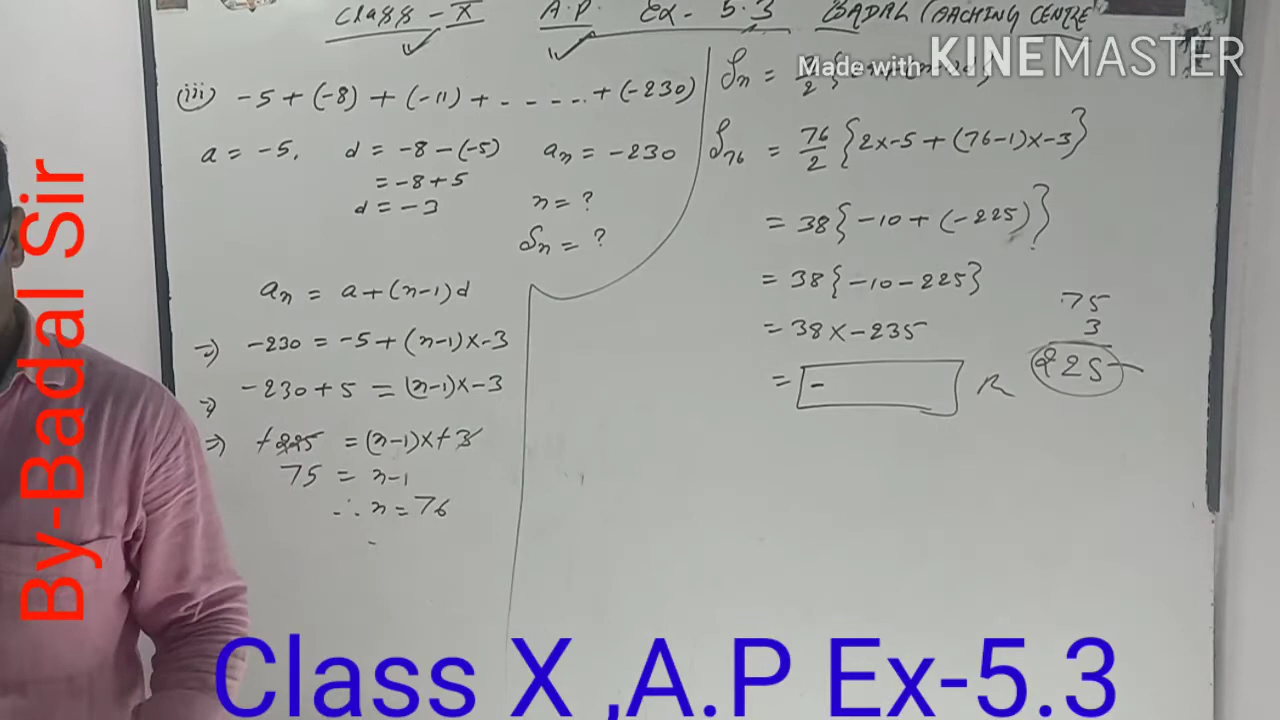 Class - X A.P. Ex - 5.3 BADAL COACHING CENTRE
Made with KINEMASTER
(iii) -5 + (-8) + (-11) + - - - - - + (-230)
a = -5, d = -8 - (-5) an = -230
= -8 + 5
d = -3 n = ?
Sn = ?
an = a + (n-1) d
=> -230 = -5 + (n-1) x -3
=> -230 + 5 = (n-1) x -3
=> +225 = (n-1) x + 3
75 = n-1
∴ n = 76
Sn =
S76 = 76/2 {2x-5 + (76-1) x -3}
= 38 {-10 + (-225)}
= 38 {-10 - 225}
= 38 x -235
= -
75
3
225
By-Badal Sir
Class X ,A.P Ex-5.3